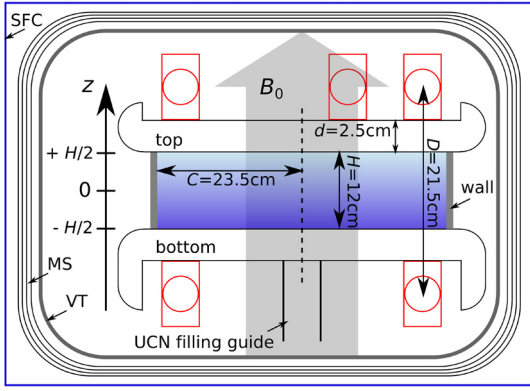 SFC
z
B0
top
d=2.5cm
+ H/2
C=23.5cm
H=12cm
D=21.5cm
0
wall
- H/2
bottom
MS
VT
UCN filling guide